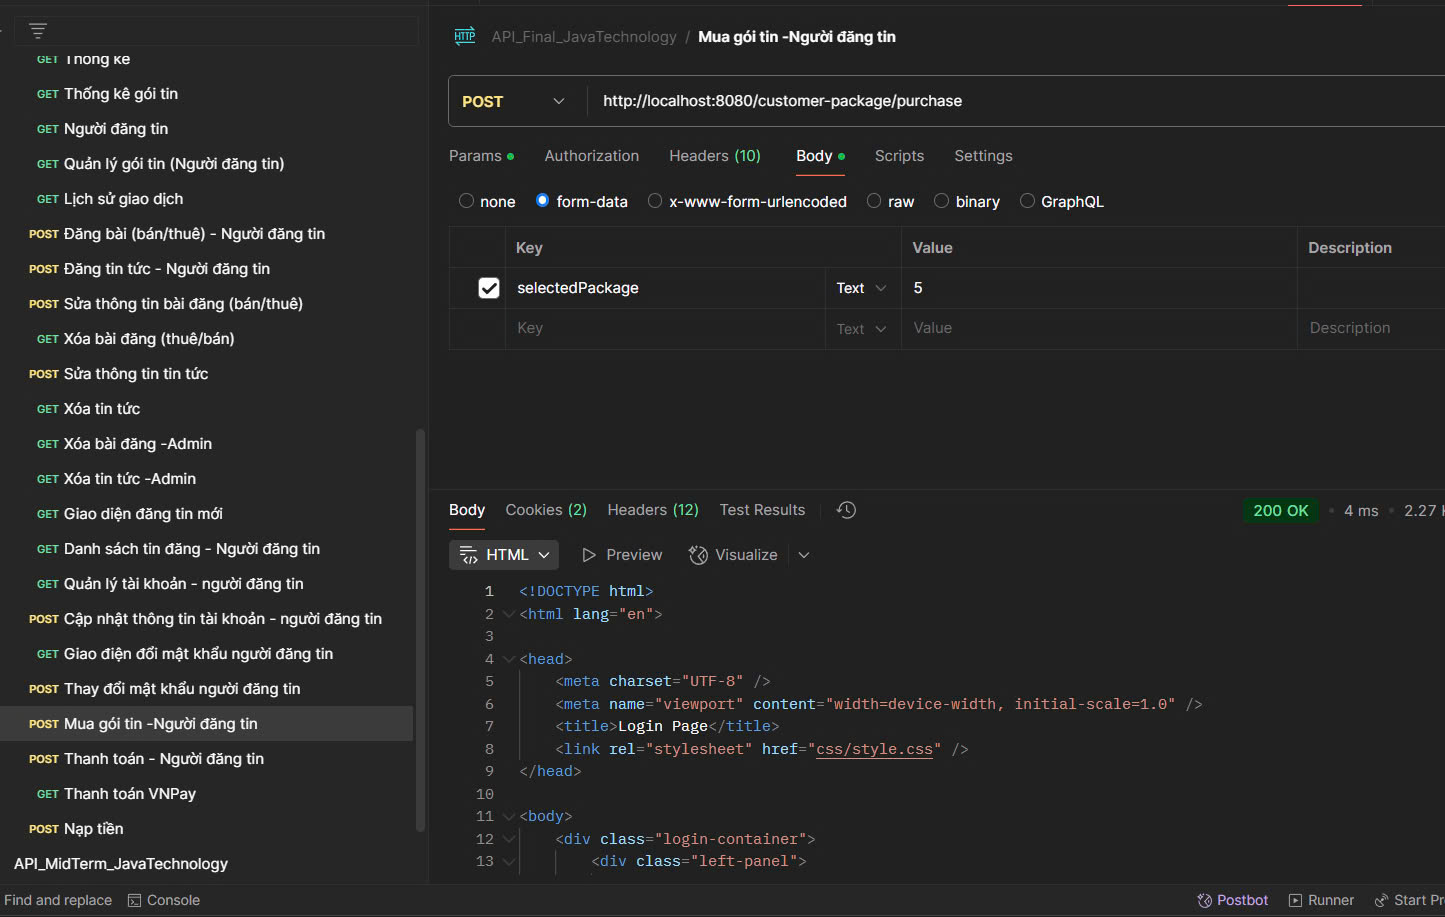 GET Thống kê
GET Thống kê gói tin
GET Người đăng tin
GET Quản lý gói tin (Người đăng tin)
GET Lịch sử giao dịch
POST Đăng bài (bán/thuê) - Người đăng tin
POST Đăng tin tức - Người đăng tin
POST Sửa thông tin bài đăng (bán/thuê)
GET Xóa bài đăng (thuê/bán)
POST Sửa thông tin tin tức
GET Xóa tin tức
GET Xóa bài đăng -Admin
GET Xóa tin tức -Admin
GET Giao diện đăng tin mới
GET Danh sách tin đăng - Người đăng tin
GET Quản lý tài khoản - người đăng tin
POST Cập nhật thông tin tài khoản - người đăng tin
GET Giao điện đổi mật khẩu người đăng tin
POST Thay đổi mật khẩu người đăng tin
POST Mua gói tin -Người đăng tin
POST Thanh toán - Người đăng tin
GET Thanh toán VNPay
POST Nạp tiền
API_MidTerm_JavaTechnology
HTTP API_Final_JavaTechnology / Mua gói tin -Người đăng tin
POST http://localhost:8080/customer-package/purchase
Params Authorization Headers (10) Body Scripts Settings
none form-data x-www-form-urlencoded raw binary GraphQL
Key Value Description
selectedPackage Text 5
Key Text Value Description
Body Cookies (2) Headers (12) Test Results 200 OK 4 ms 2.27
HTML Preview Visualize
1 <!DOCTYPE html>
2 <html lang="en">
3
4 <head>
5 <meta charset="UTF-8" />
6 <meta name="viewport" content="width=device-width, initial-scale=1.0" />
7 <title>Login Page</title>
8 <link rel="stylesheet" href="css/style.css" />
9 </head>
10
11 <body>
12 <div class="login-container">
13 <div class="left-panel">
Find and replace Console Postbot Runner Start Pr